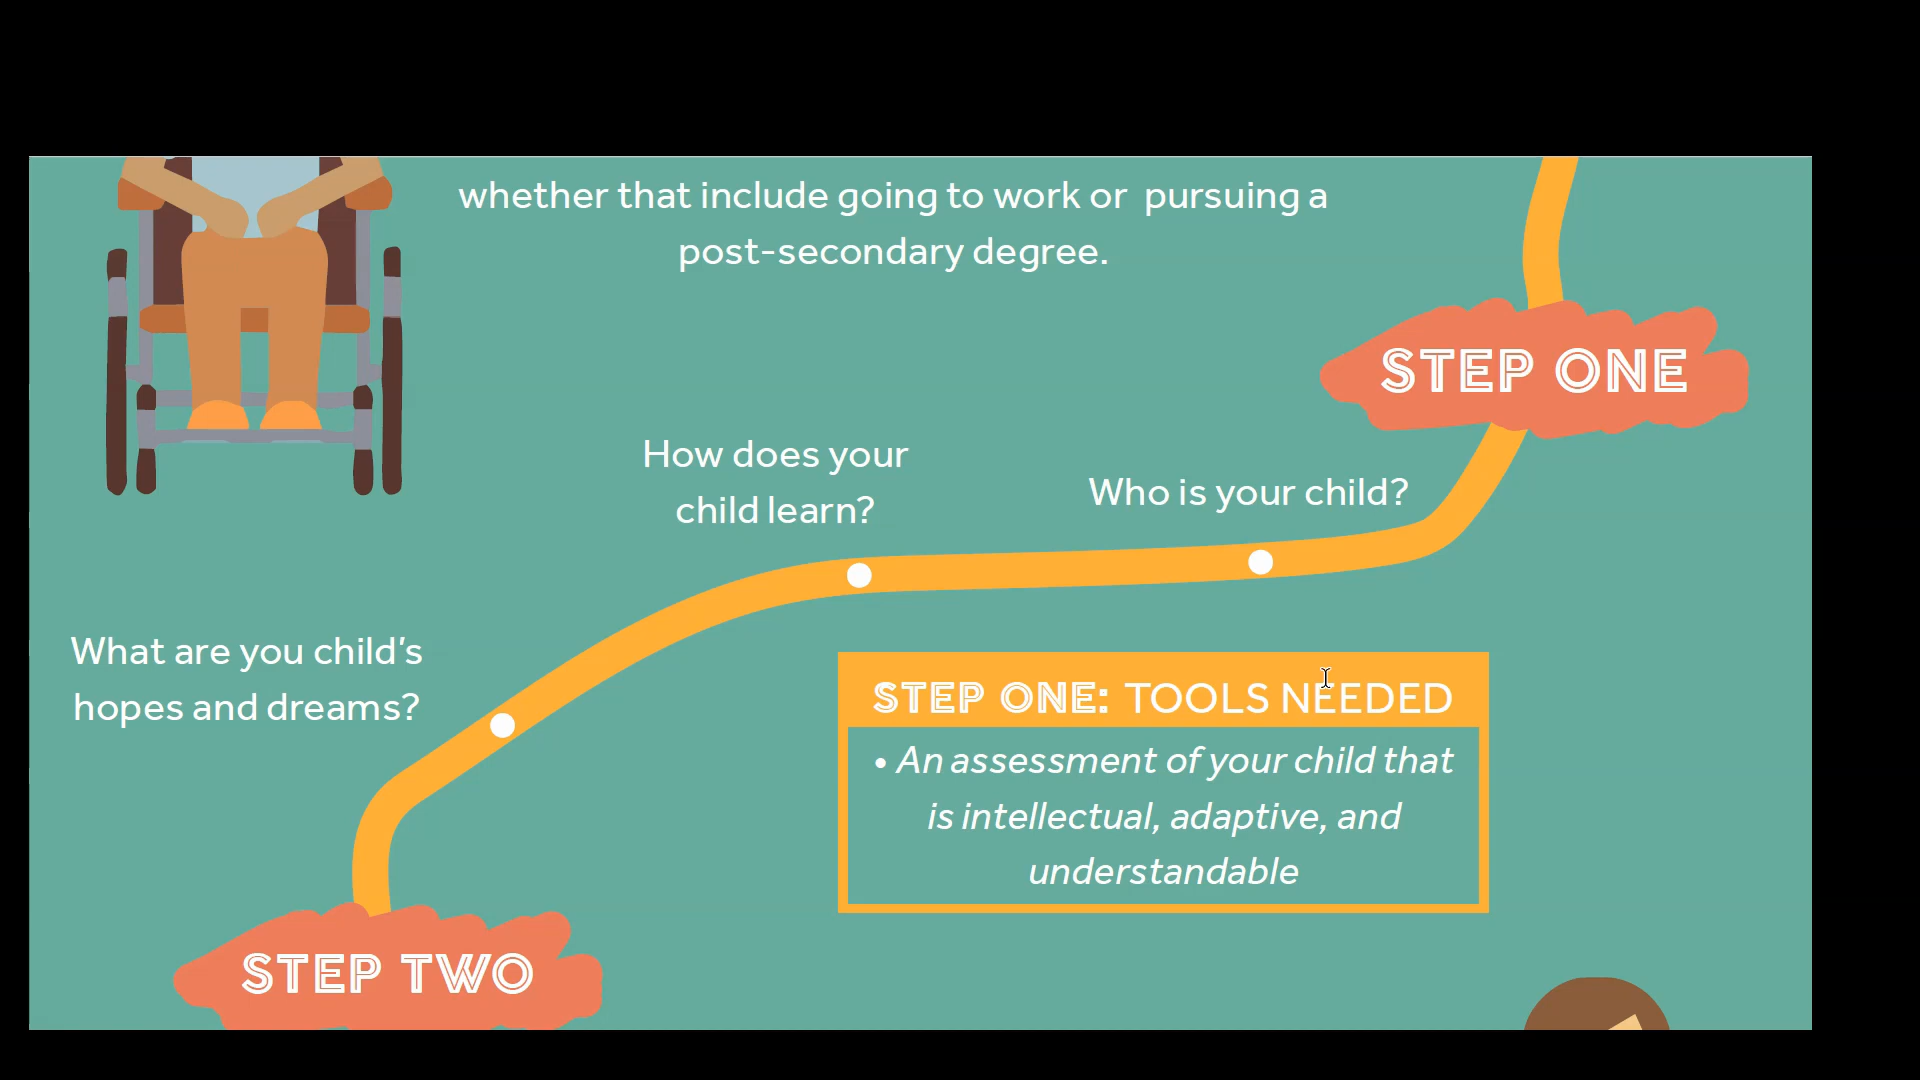 whether that include going to work or pursuing a
post-secondary degree.
STEP ONE
Who is your child?
How does your
child learn?
What are you child's
hopes and dreams?
STEP ONE: TOOLS NEEDED
• An assessment of your child that
is intellectual, adaptive, and
understandable
STEP TWO